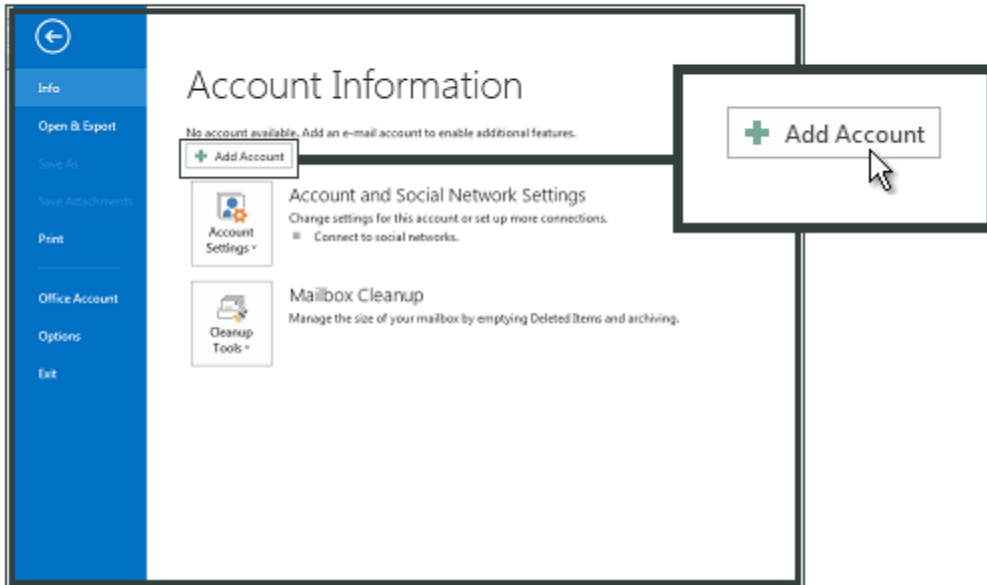 Info
Open & Export
Save As
Save Attachments
Print
Office Account
Options
Exit
Account Information
No account available. Add an e-mail account to enable additional features.
Add Account
Account
Settings
Account and Social Network Settings
Change settings for this account or set up more connections.
Connect to social networks.
Cleanup
Tools
Mailbox Cleanup
Manage the size of your mailbox by emptying Deleted Items and archiving.
Add Account